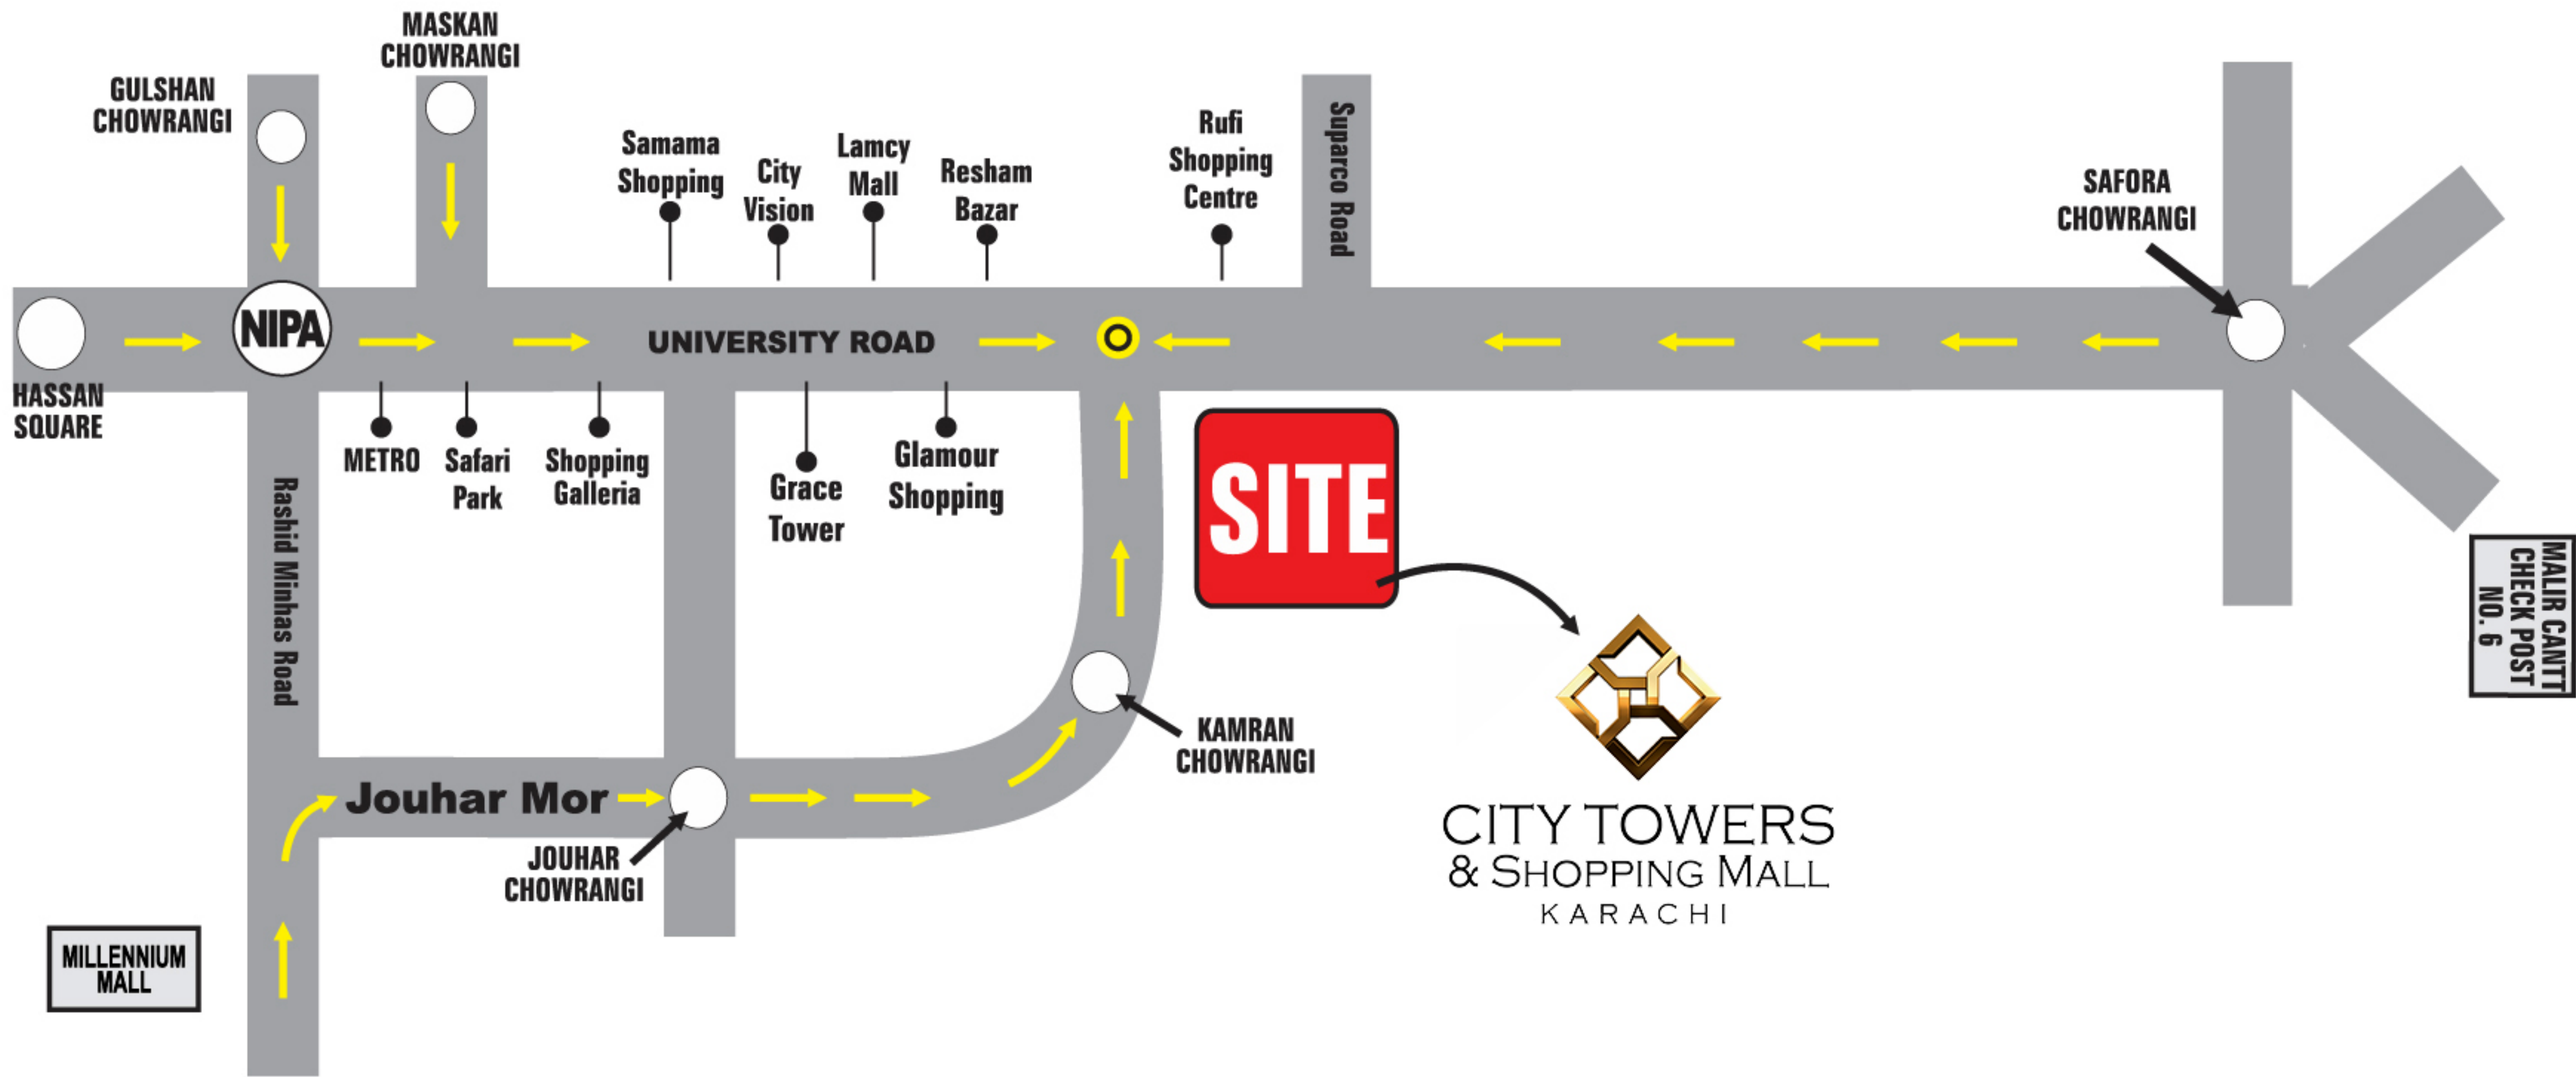 MASKAN
CHOWRANGI
GULSHAN
CHOWRANGI
Samama
Shopping
City
Vision
Lamcy
Mall
Resham
Bazar
Rufi
Shopping
Centre
Suparco Road
SAFORA
CHOWRANGI
NIPA
UNIVERSITY ROAD
HASSAN
SQUARE
METRO
Safari
Park
Shopping
Galleria
Grace
Tower
Glamour
Shopping
SITE
Rashid Minhas Road
MALIR CANTT
CHECK POST
NO. 6
KAMRAN
CHOWRANGI
Jouhar Mor
JOUHAR
CHOWRANGI
CITY TOWERS
& SHOPPING MALL
KARACHI
MILLENNIUM
MALL